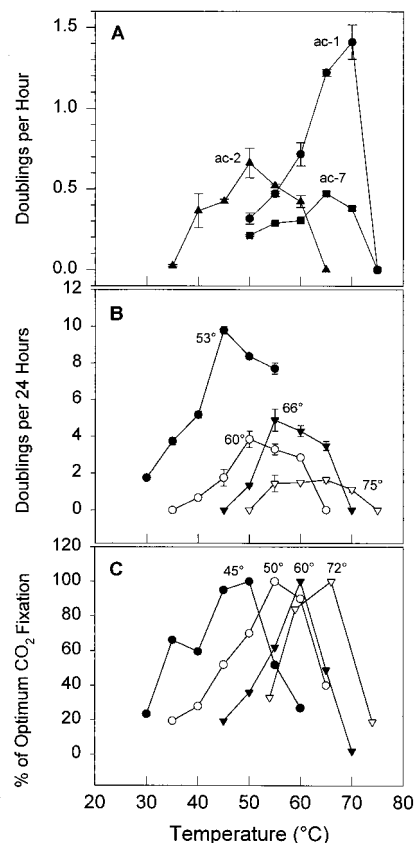 A
Doublings per Hour
1.5
1.0
0.5
0.0
ac-1
ac-2
ac-7
B
Doublings per 24 Hours
12
10
8
6
4
2
0
53°
66°
60°
75°
C
% of Optimum CO2 Fixation
120
100
80
60
40
20
0
45°
50°
60°
72°
20 30 40 50 60 70 80
Temperature (°C)